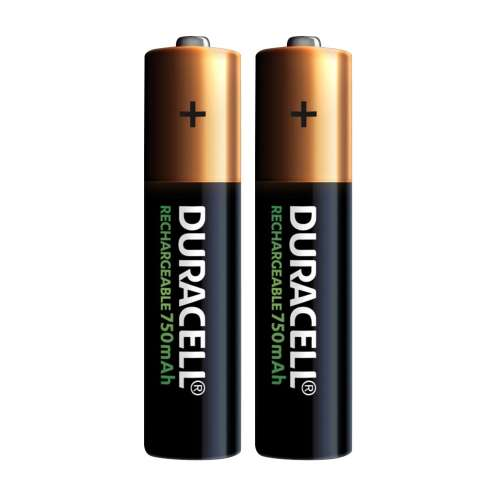 +
DURACELL®
RECHARGEABLE 750mAh
+
DURACELL®
RECHARGEABLE 750mAh